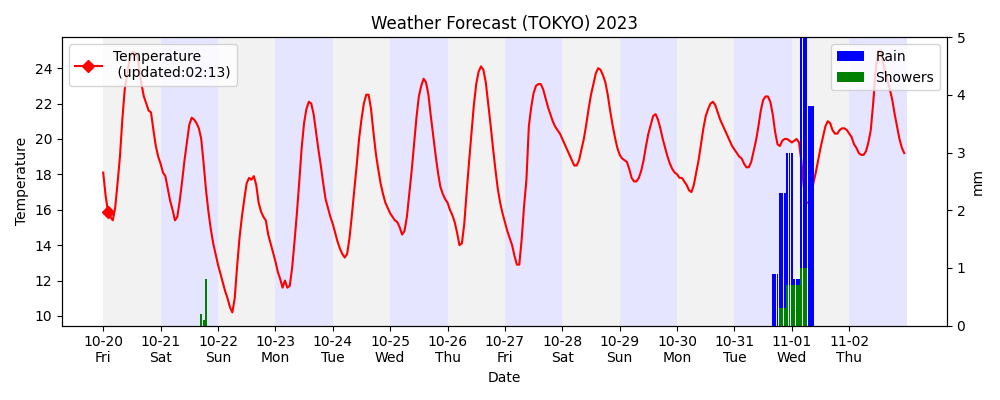 Weather Forecast (TOKYO) 2023
Temperature
(updated:02:13)
Rain
Showers
Temperature
24
22
20
18
16
14
12
10
5
4
3
2
1
0
mm
10-20 10-21 10-22 10-23 10-24 10-25 10-26 10-27 10-28 10-29 10-30 10-31 11-01 11-02
Fri Sat Sun Mon Tue Wed Thu Fri Sat Sun Mon Tue Wed Thu
Date